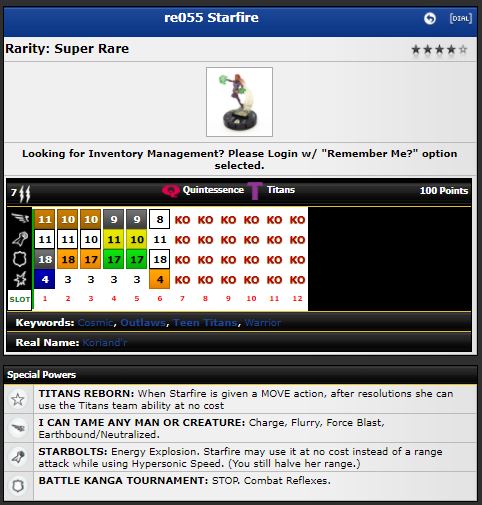 re055 Starfire [DIAL]
Rarity: Super Rare
Looking for Inventory Management? Please Login w/ "Remember Me?" option
selected.
7 Quintessence Titans 100 Points
11 10 10 9 9 8 KO KO KO KO KO KO
11 11 10 11 10 11 KO KO KO KO KO KO
18 18 17 17 17 18 KO KO KO KO KO KO
4 3 3 3 3 4 KO KO KO KO KO KO
SLOT 1 2 3 4 5 6 7 8 9 10 11 12
Keywords: Cosmic, Outlaws, Teen Titans, Warrior
Real Name: Koriand'r
Special Powers
TITANS REBORN: When Starfire is given a MOVE action, after resolutions she can
use the Titans team ability at no cost
I CAN TAME ANY MAN OR CREATURE: Charge, Flurry, Force Blast,
Earthbound/Neutralized.
STARBOLTS: Energy Explosion. Starfire may use it at no cost instead of a range
attack while using Hypersonic Speed. (You still halve her range.)
BATTLE KANGA TOURNAMENT: STOP. Combat Reflexes.